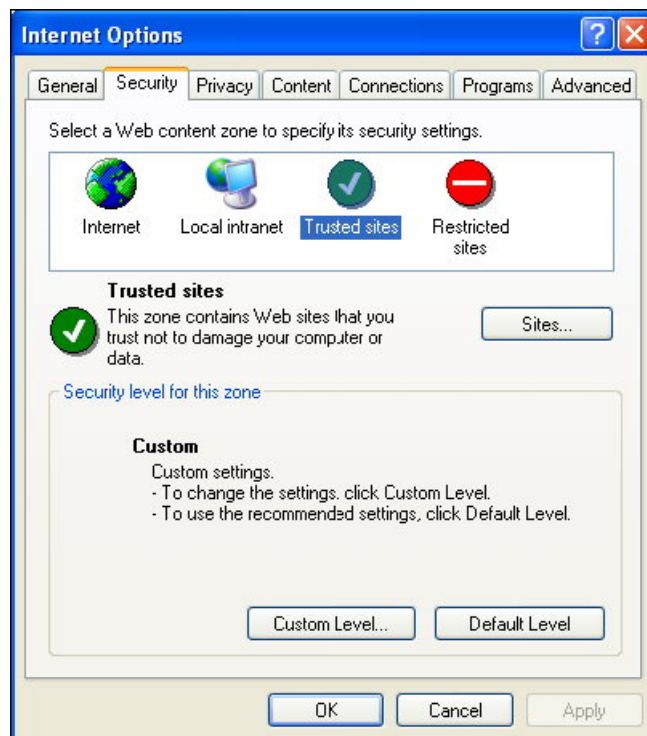 Internet Options
General Security Privacy Content Connections Programs Advanced
Select a Web content zone to specify its security settings.
Internet Local intranet Trusted sites Restricted
sites
Trusted sites
This zone contains Web sites that you
trust not to damage your computer or
data.
Sites...
Security level for this zone
Custom
Custom settings.
- To change the settings, click Custom Level.
- To use the recommended settings, click Default Level.
Custom Level... Default Level
OK Cancel Apply